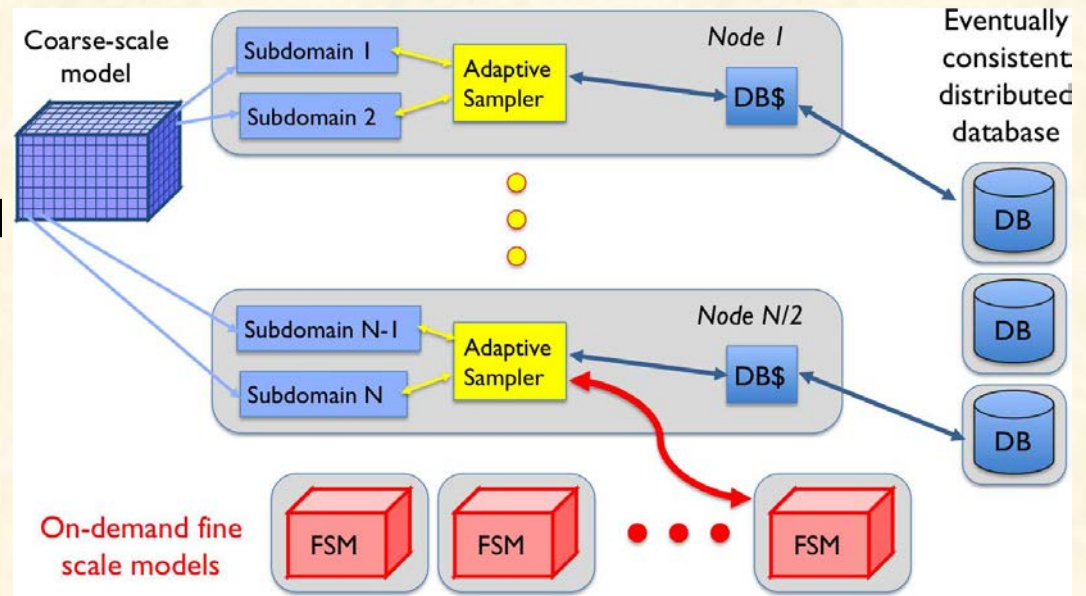 Coarse-scale
model
Subdomain 1
Subdomain 2
Adaptive
Sampler
Node 1
DB$
Eventually
consistent
distributed
database
DB
DB
DB
Subdomain N-1
Subdomain N
Adaptive
Sampler
Node N/2
DB$
On-demand fine
scale models
FSM
FSM
FSM